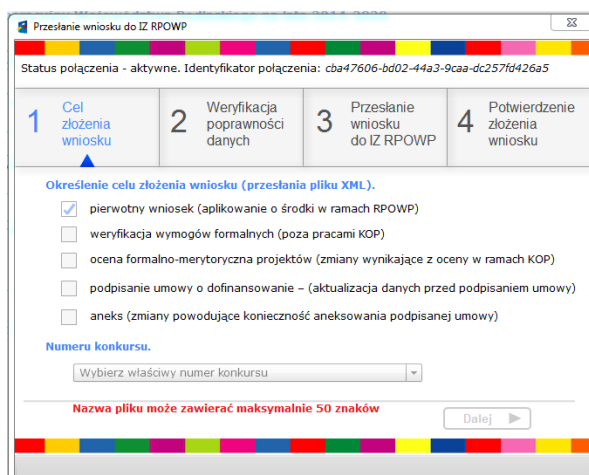 Przesłanie wniosku do IZ RPOWP
Status połączenia - aktywne. Identyfikator połączenia: cba47606-bd02-44a3-9caa-dc257fd426a5
1 Cel złożenia wniosku
2 Weryfikacja poprawności danych
3 Przesłanie wniosku do IZ RPOWP
4 Potwierdzenie złożenia wniosku
Określenie celu złożenia wniosku (przesłania pliku XML).
pierwotny wniosek (aplikowanie o środki w ramach RPOWP)
weryfikacja wymogów formalnych (poza pracami KOP)
ocena formalno-merytoryczna projektów (zmiany wynikające z oceny w ramach KOP)
podpisanie umowy o dofinansowanie – (aktualizacja danych przed podpisaniem umowy)
aneks (zmiany powodujące konieczność aneksowania podpisanej umowy)
Numeru konkursu.
Wybierz właściwy numer konkursu
Nazwa pliku może zawierać maksymalnie 50 znaków
Dalej